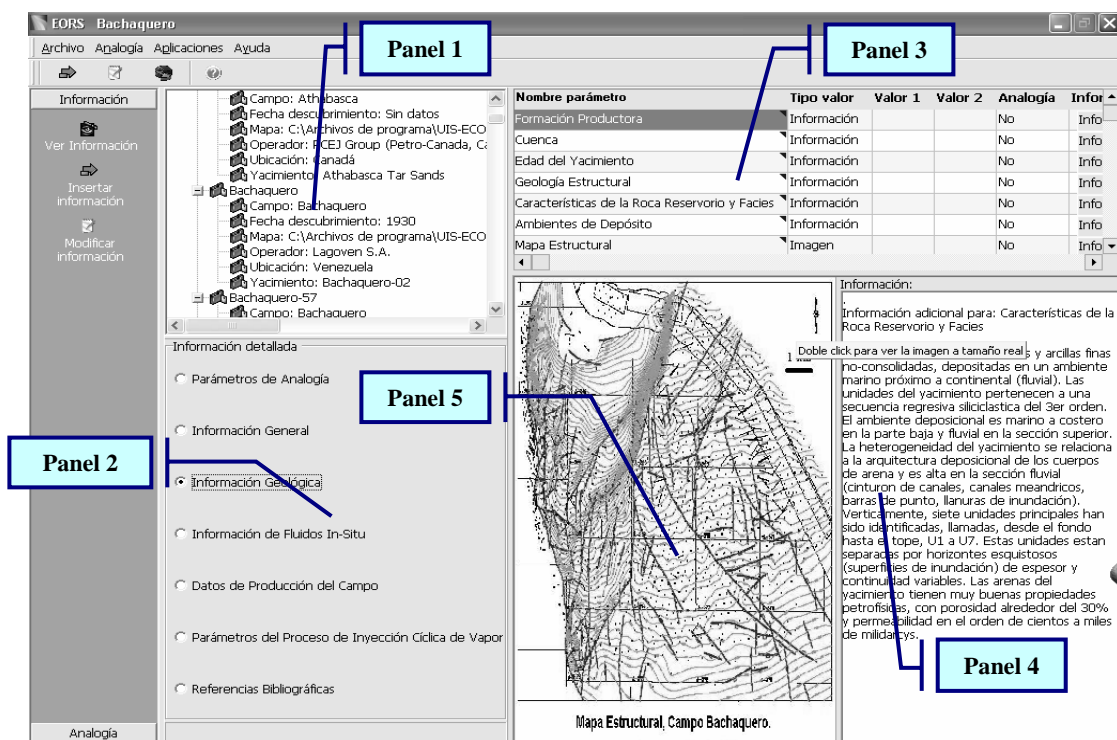 EORS Bachaquero
Archivo Analogía Aplicaciones Ayuda
Panel 1
Panel 3
Información
Ver Información
Insertar
información
Modificar
información
Analogía
Campo: Athabasca
Fecha descubrimiento: Sin datos
Mapa: C:\Archivos de programa\UIS-ECO
Operador: PCEJ Group (Petro-Canada, Ca
Ubicación: Canadá
Yacimiento: Athabasca Tar Sands
Bachaquero
Campo: Bachaquero
Fecha descubrimiento: 1930
Mapa: C:\Archivos de programa\UIS-ECO
Operador: Lagoven S.A.
Ubicación: Venezuela
Yacimiento: Bachaquero-02
Bachaquero-57
Campo: Bachaquero
Nombre parámetro Tipo valor Valor 1 Valor 2 Analogía Infor
Formación Productora Información No Info
Cuenca Información No Info
Edad del Yacimiento Información No Info
Geología Estructural Información No Info
Características de la Roca Reservorio y Facies Información No Info
Ambientes de Depósito Información No Info
Mapa Estructural Imagen No Info
Información detallada
Parámetros de Analogía
Información General
Información Geológica
Información de Fluidos In-Situ
Datos de Producción del Campo
Parámetros del Proceso de Inyección Cíclica de Vapor
Referencias Bibliográficas
Panel 2
Panel 5
Doble click para ver la imagen a tamaño real
Mapa Estructural, Campo Bachaquero.
Información:
Información adicional para: Características de la
Roca Reservorio y Facies
y arcillas finas
no-consolidadas, depositadas en un ambiente
marino próximo a continental (fluvial). Las
unidades del yacimiento pertenecen a una
secuencia regresiva siliciclastica del 3er orden.
El ambiente deposicional es marino a costero
en la parte baja y fluvial en la sección superior.
La heterogeneidad del yacimiento se relaciona
a la arquitectura deposicional de los cuerpos
de arena y es alta en la sección fluvial
(cinturon de canales, canales meandricos,
barras de punto, llanuras de inundación).
Verticamente, siete unidades principales han
sido identificadas, llamadas, desde el fondo
hasta el tope, U1 a U7. Estas unidades estan
separadas por horizontes esquistosos
(superficies de inundación) de espesor y
continuidad variables. Las arenas del
yacimiento tienen muy buenas propiedades
petrofísicas, con porosidad alrededor del 30%
y permeabilidad en el orden de cientos a miles
de milidarcys.
Panel 4